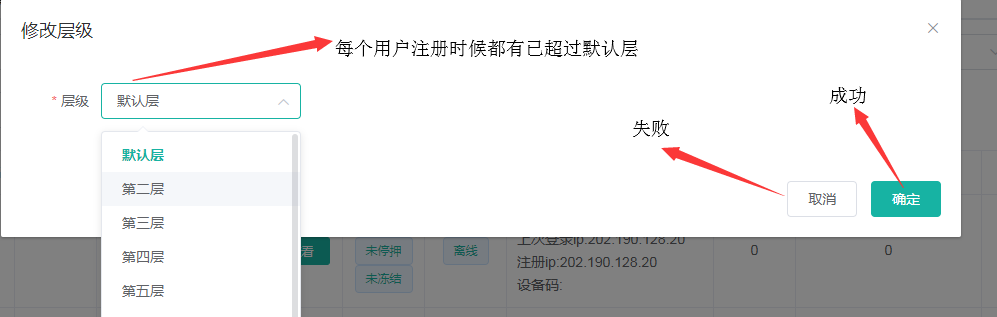 修改层级
每个用户注册时候都有已超过默认层
* 层级
默认层
成功
失败
默认层
第二层
第三层
第四层
第五层
取消
确定
看
未停押
未冻结
离线
上次登录ip:202.190.128.20
注册ip:202.190.128.20
设备码:
0
0